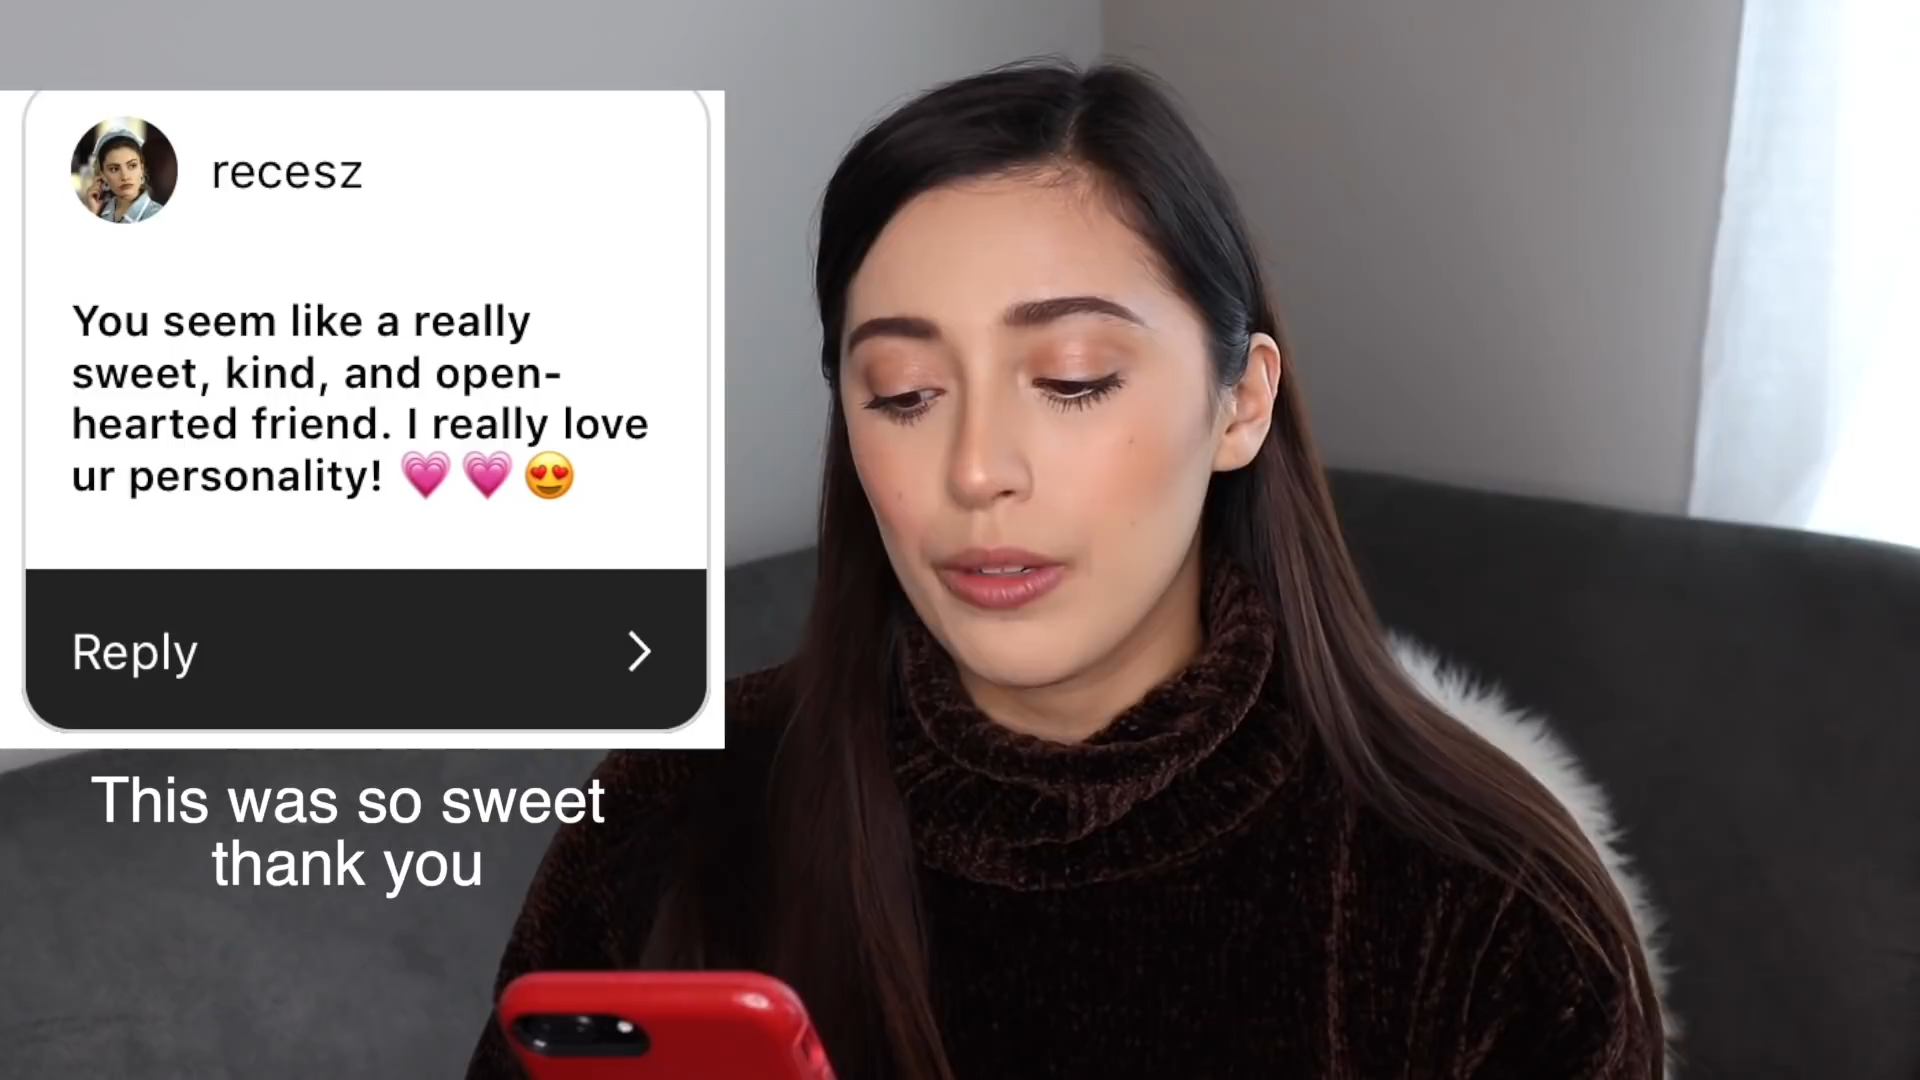 recesz
You seem like a really
sweet, kind, and open-
hearted friend. I really love
ur personality! 💗 💗 😍
Reply
This was so sweet
thank you